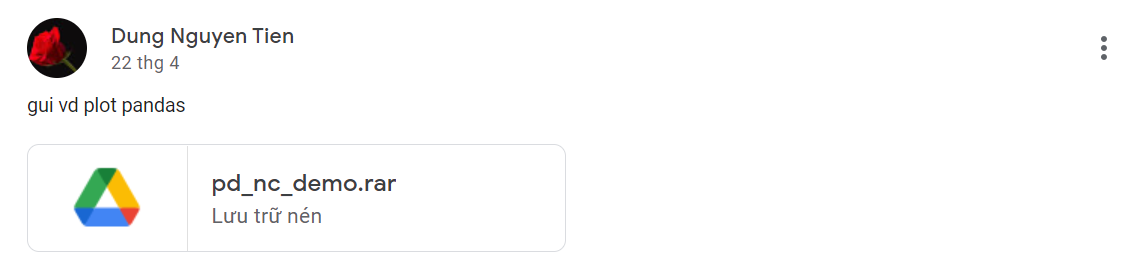 Dung Nguyen Tien
22 thg 4
gui vd plot pandas
pd_nc_demo.rar
Lưu trữ nén